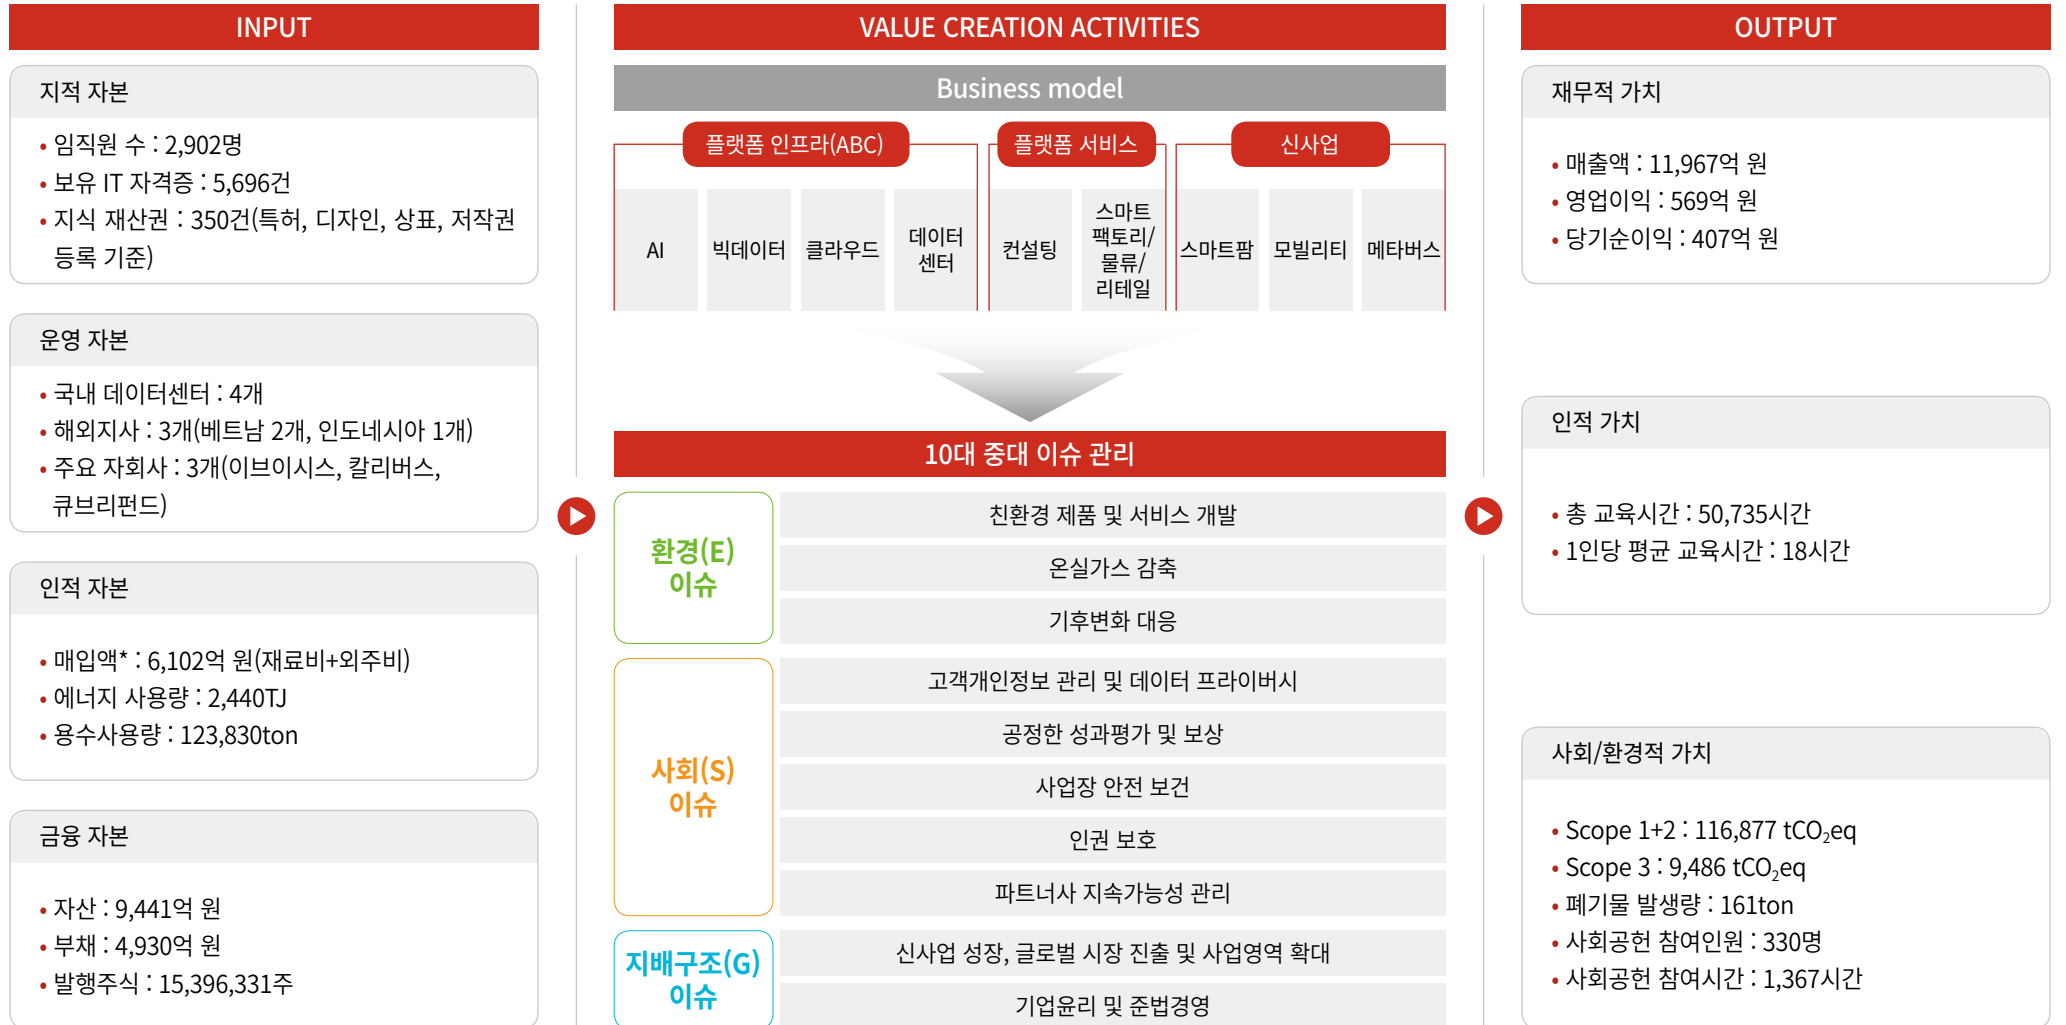 INPUT
지적 자본
• 임직원 수 : 2,902명
• 보유 IT 자격증 : 5,696건
• 지식 재산권 : 350건(특허, 디자인, 상표, 저작권
등록 기준)
운영 자본
• 국내 데이터센터 : 4개
• 해외지사 : 3개(베트남 2개, 인도네시아 1개)
• 주요 자회사 : 3개(이브이시스, 칼리버스,
큐브리펀드)
인적 자본
• 매입액* : 6,102억 원(재료비+외주비)
• 에너지 사용량 : 2,440TJ
• 용수사용량 : 123,830ton
금융 자본
• 자산 : 9,441억 원
• 부채 : 4,930억 원
• 발행주식 : 15,396,331주
VALUE CREATION ACTIVITIES
Business model
플랫폼 인프라(ABC)
AI
빅데이터
클라우드
데이터
센터
플랫폼 서비스
컨설팅
스마트
팩토리/
물류/
리테일
신사업
스마트팜
모빌리티
메타버스
10대 중대 이슈 관리
환경(E)
이슈
친환경 제품 및 서비스 개발
온실가스 감축
기후변화 대응
사회(S)
이슈
고객개인정보 관리 및 데이터 프라이버시
공정한 성과평가 및 보상
사업장 안전 보건
인권 보호
파트너사 지속가능성 관리
지배구조(G)
이슈
신사업 성장, 글로벌 시장 진출 및 사업영역 확대
기업윤리 및 준법경영
OUTPUT
재무적 가치
• 매출액 : 11,967억 원
• 영업이익 : 569억 원
• 당기순이익 : 407억 원
인적 가치
• 총 교육시간 : 50,735시간
• 1인당 평균 교육시간 : 18시간
사회/환경적 가치
• Scope 1+2 : 116,877 tCO₂eq
• Scope 3 : 9,486 tCO₂eq
• 폐기물 발생량 : 161ton
• 사회공헌 참여인원 : 330명
• 사회공헌 참여시간 : 1,367시간